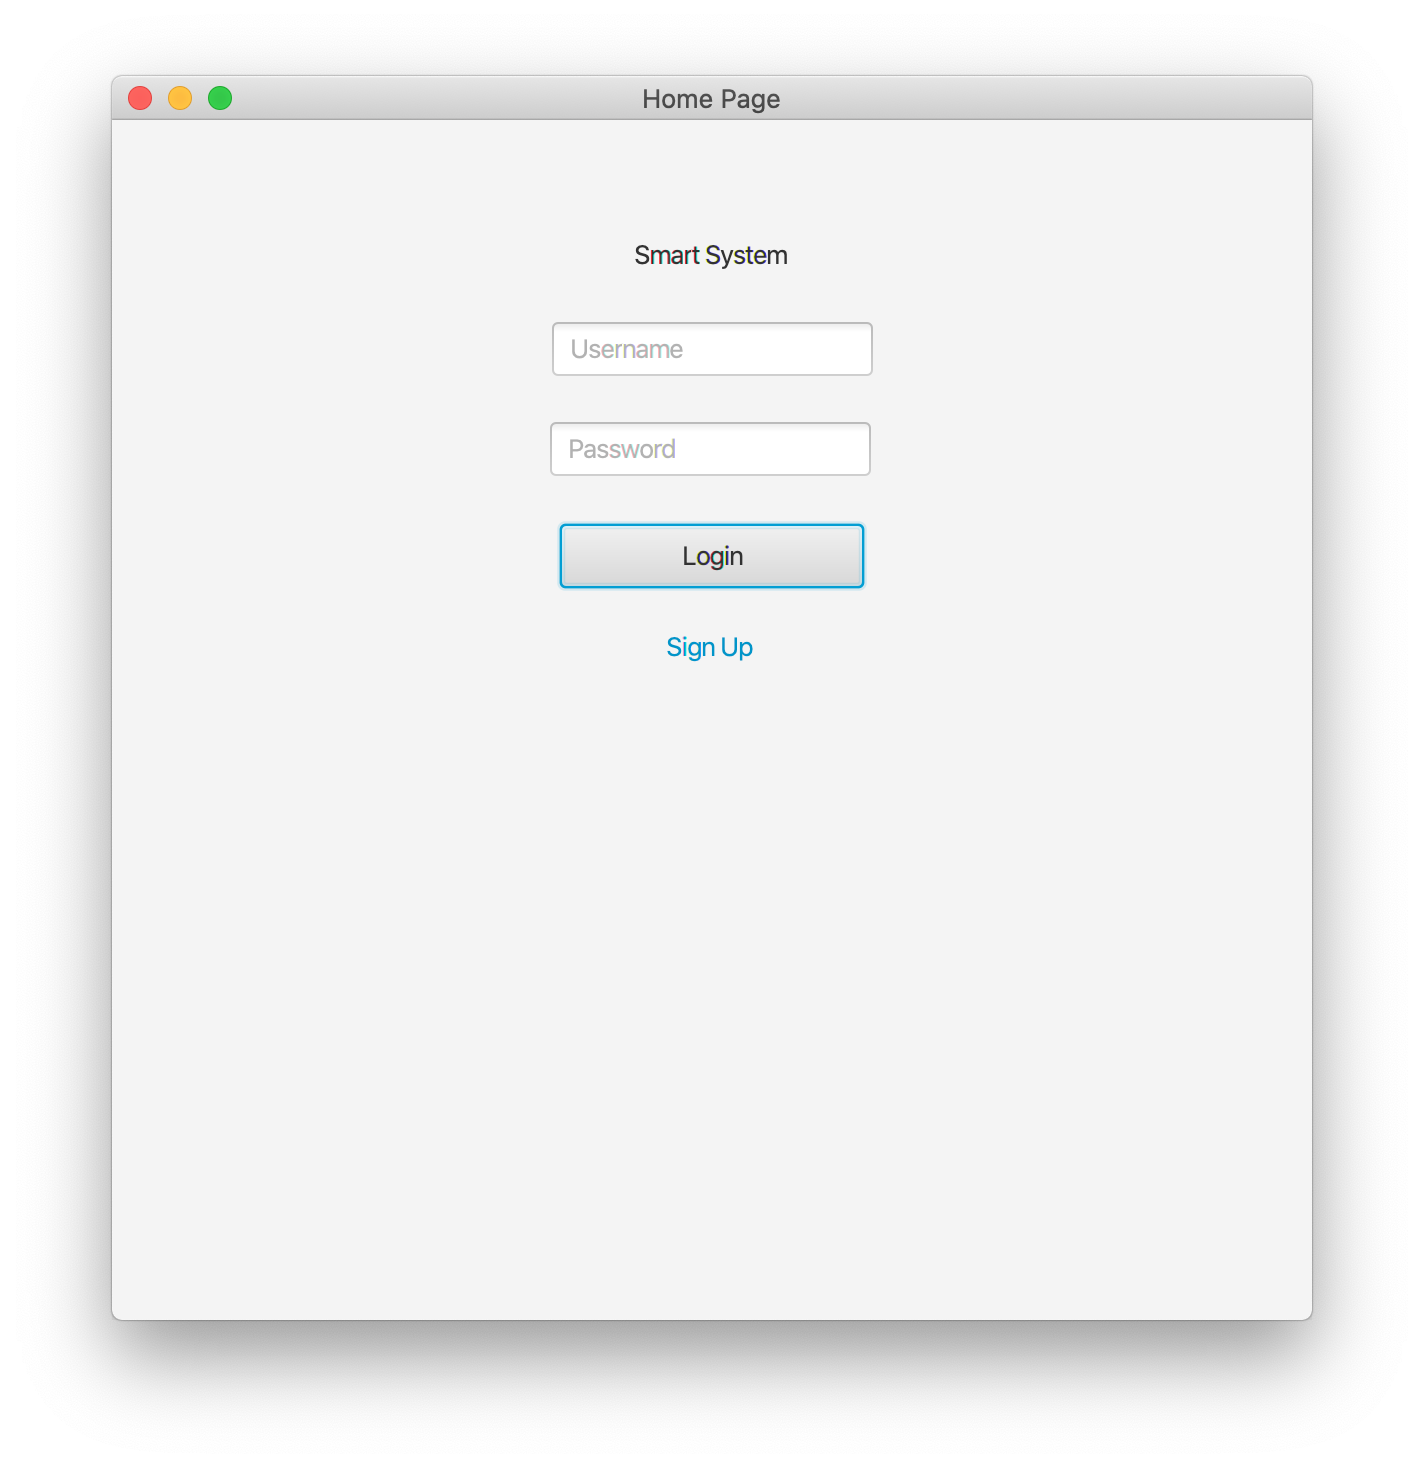 Home Page
Smart System
Username
Password
Login
Sign Up